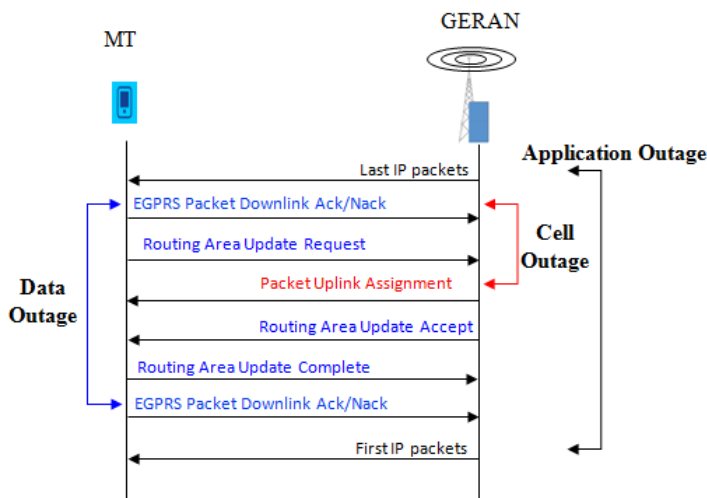 MT
GERAN
Application Outage
Last IP packets
EGPRS Packet Downlink Ack/Nack
Routing Area Update Request
Cell
Outage
Packet Uplink Assignment
Data
Outage
Routing Area Update Accept
Routing Area Update Complete
EGPRS Packet Downlink Ack/Nack
First IP packets